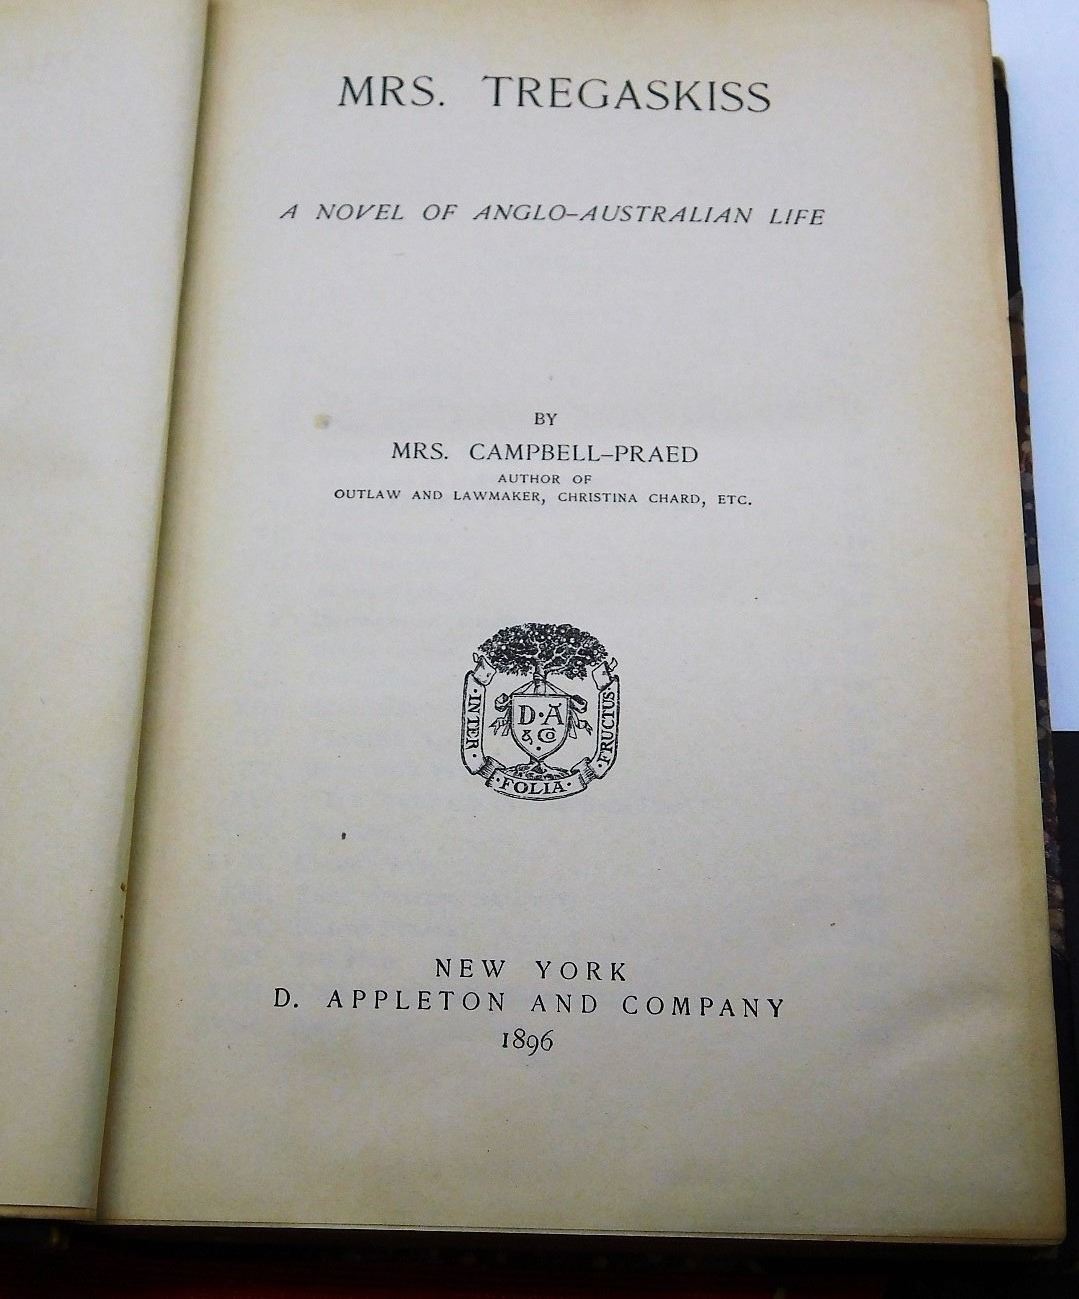 MRS. TREGASKISS
A NOVEL OF ANGLO-AUSTRALIAN LIFE
BY
MRS. CAMPBELL-PRAED
AUTHOR OF
OUTLAW AND LAWMAKER, CHRISTINA CHARD, ETC.
D·A
& Co
·INTER·
·FOLIA·
·FRUCTUS·
NEW YORK
D. APPLETON AND COMPANY
1896